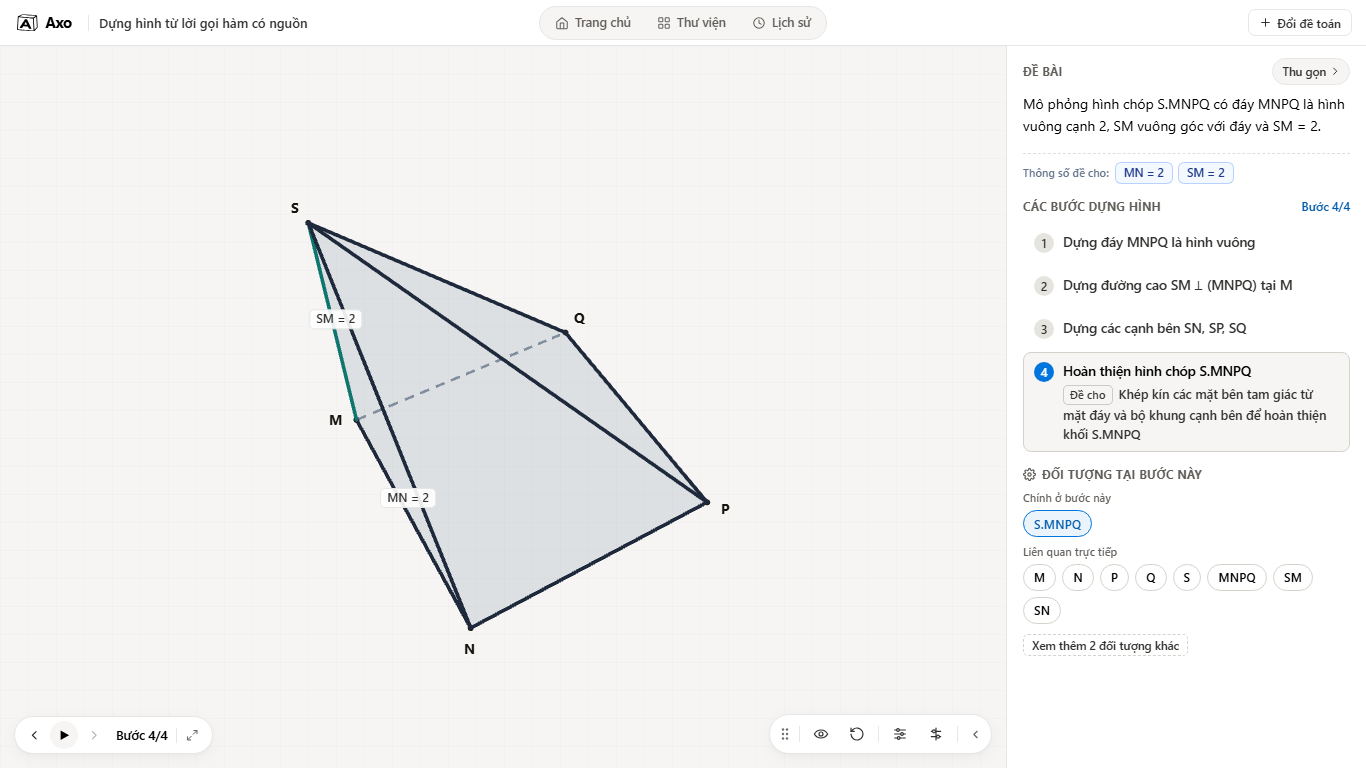 Axo
Dựng hình từ lời gọi hàm có nguồn
Trang chủ
Thư viện
Lịch sử
Đổi đề toán
S
SM = 2
Q
M
MN = 2
P
N
Bước 4/4
ĐỀ BÀI
Thu gọn
Mô phỏng hình chóp S.MNPQ có đáy MNPQ là hình
vuông cạnh 2, SM vuông góc với đáy và SM = 2.
Thông số đề cho: MN = 2 SM = 2
CÁC BƯỚC DỰNG HÌNH
Bước 4/4
1 Dựng đáy MNPQ là hình vuông
2 Dựng đường cao SM ⊥ (MNPQ) tại M
3 Dựng các cạnh bên SN, SP, SQ
4 Hoàn thiện hình chóp S.MNPQ
Đề cho Khép kín các mặt bên tam giác từ
mặt đáy và bộ khung cạnh bên để hoàn thiện
khối S.MNPQ
ĐỐI TƯỢNG TẠI BƯỚC NÀY
Chính ở bước này
S.MNPQ
Liên quan trực tiếp
M N P Q S MNPQ SM
SN
Xem thêm 2 đối tượng khác